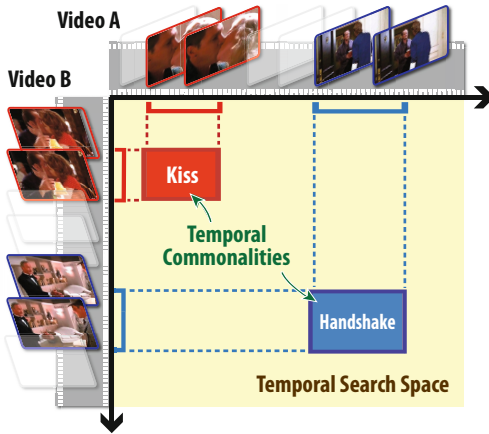 Video A
Video B
Kiss
Temporal
Commonalities
Handshake
Temporal Search Space